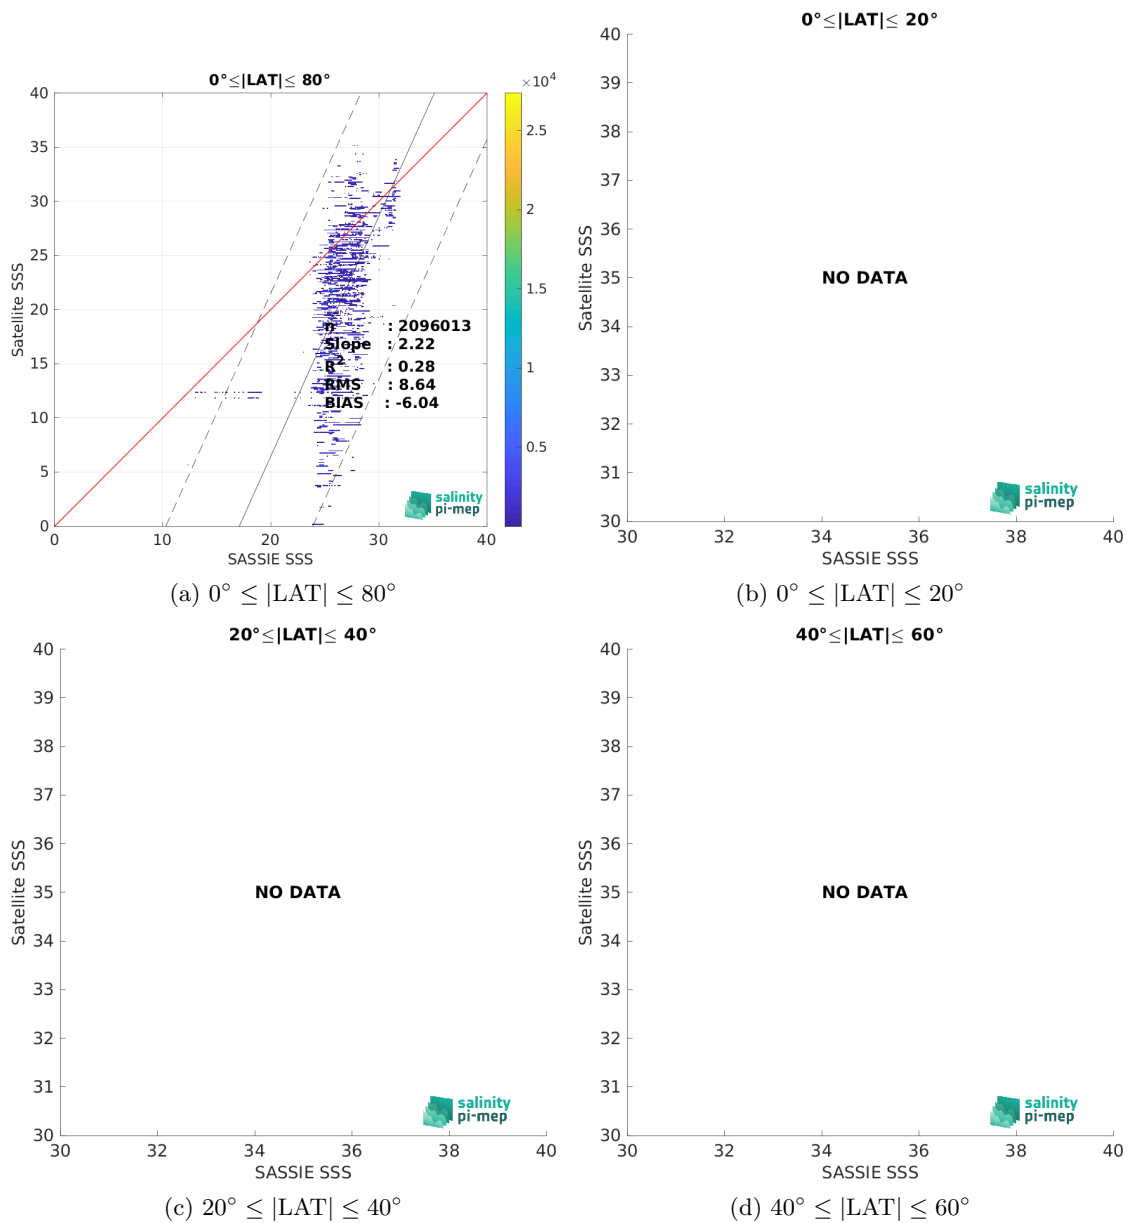 0°≤|LAT|≤ 80°
×10⁴
40
35
30
25
20
15
10
5
0
0
10
20
30
40
2.5
2
1.5
1
0.5
Satellite SSS
SASSIE SSS
n : 2096013
Slope : 2.22
R² : 0.28
RMS : 8.64
BIAS : -6.04
salinity
pi-mep
(a) 0° ≤ |LAT| ≤ 80°
0°≤|LAT|≤ 20°
40
39
38
37
36
35
34
33
32
31
30
30
32
34
36
38
40
Satellite SSS
SASSIE SSS
NO DATA
salinity
pi-mep
(b) 0° ≤ |LAT| ≤ 20°
20°≤|LAT|≤ 40°
40
39
38
37
36
35
34
33
32
31
30
30
32
34
36
38
40
Satellite SSS
SASSIE SSS
NO DATA
salinity
pi-mep
(c) 20° ≤ |LAT| ≤ 40°
40°≤|LAT|≤ 60°
40
39
38
37
36
35
34
33
32
31
30
30
32
34
36
38
40
Satellite SSS
SASSIE SSS
NO DATA
salinity
pi-mep
(d) 40° ≤ |LAT| ≤ 60°